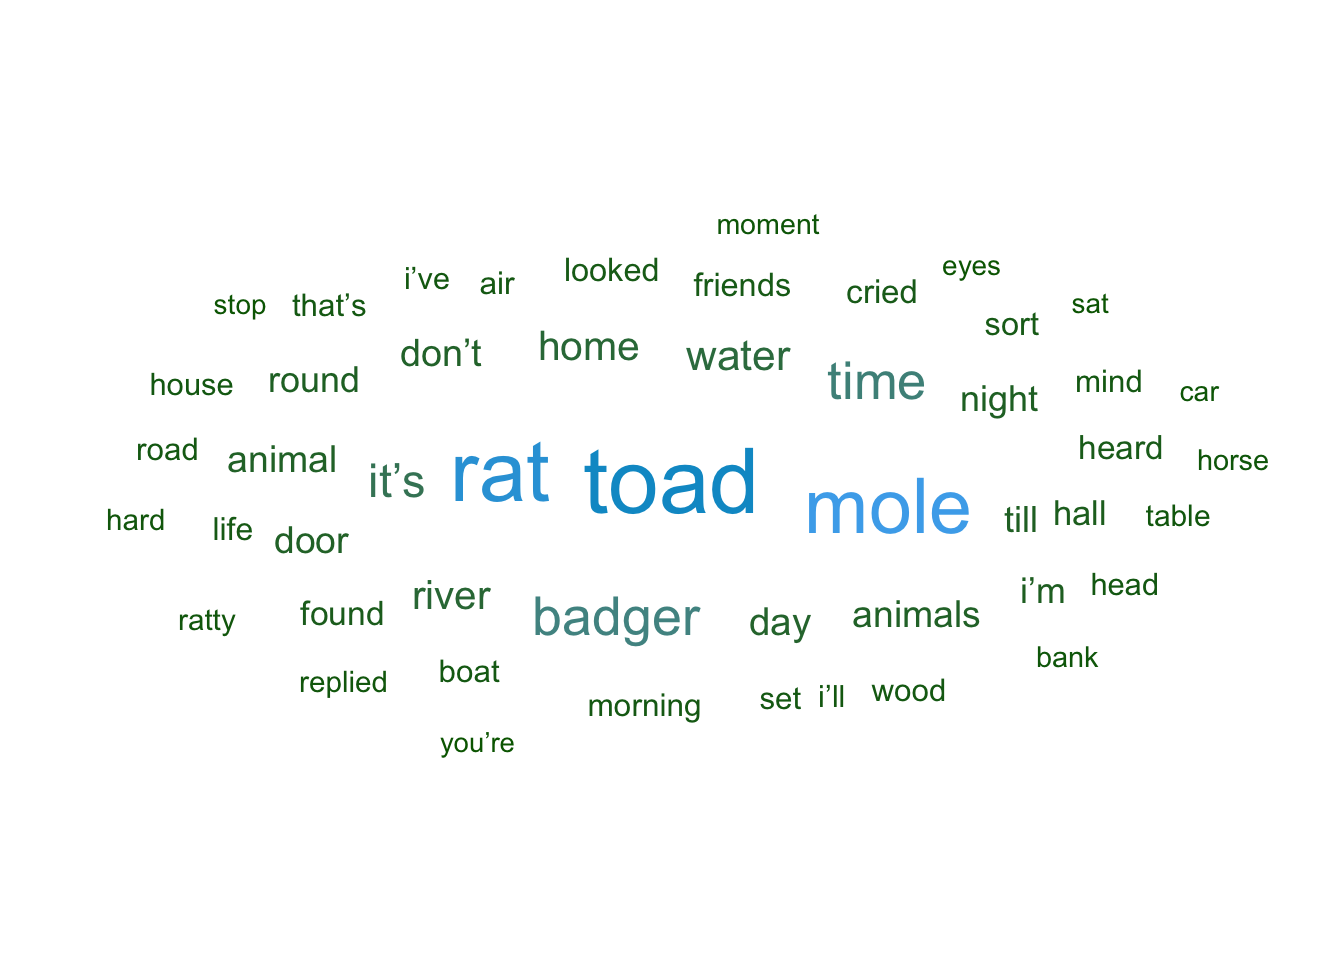 moment
i’ve air looked friends cried eyes
stop that’s sort sat
don’t home water time
house round night mind car
road animal it’s rat toad mole heard horse
hard life door till hall table
ratty found river badger day animals i’m head
replied boat morning set i’ll wood bank
you’re